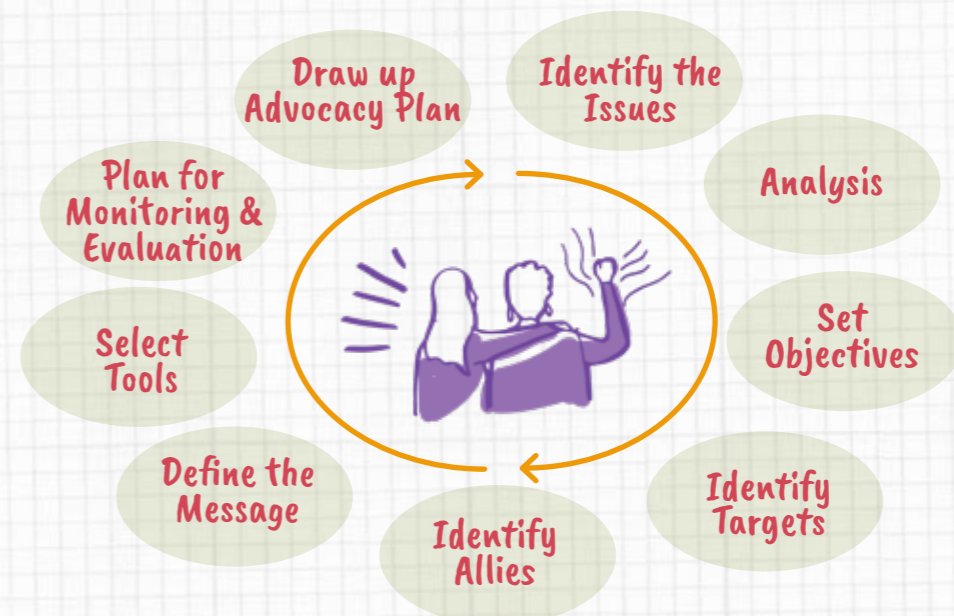 Draw up
Advocacy Plan
Identify the
Issues
Analysis
Set
Objectives
Identify
Targets
Identify
Allies
Define the
Message
Select
Tools
Plan for
Monitoring &
Evaluation